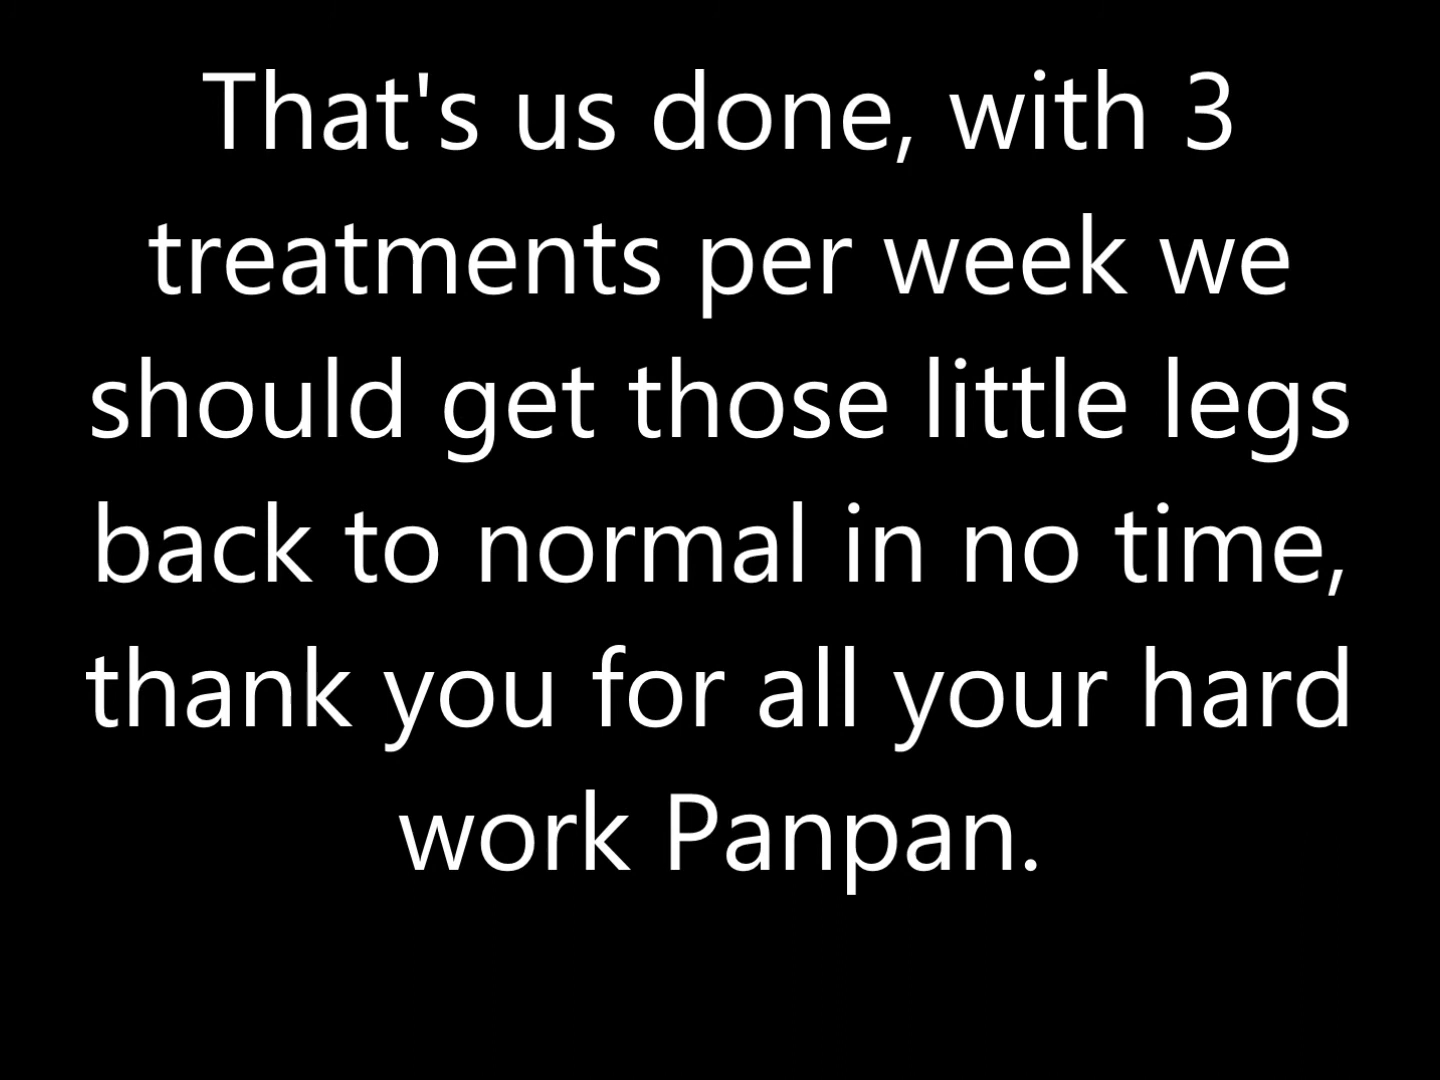 That's us done, with 3
treatments per week we
should get those little legs
back to normal in no time,
thank you for all your hard
work Panpan.